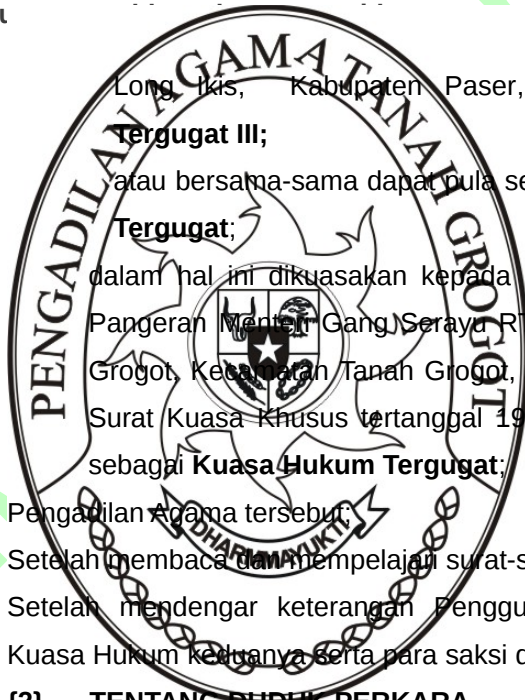 PENGADILAN AGAMA TANAH GROGOT
Long Ikis, Kabupaten Paser,
Tergugat III;
atau bersama-sama dapat pula se
Tergugat;
dalam hal ini dikuasakan kepada
Pangeran Menteri Gang Serayu RT
Grogot, Kecamatan Tanah Grogot,
Surat Kuasa Khusus tertanggal 19
sebagai Kuasa Hukum Tergugat;
Pengadilan Agama tersebut;
DHARMMAYUKTI
Setelah membaca dan mempelajari surat-s
Setelah mendengar keterangan Penggu
Kuasa Hukum keduanya serta para saksi d
(2) TENTANG DUDUK PERKARA